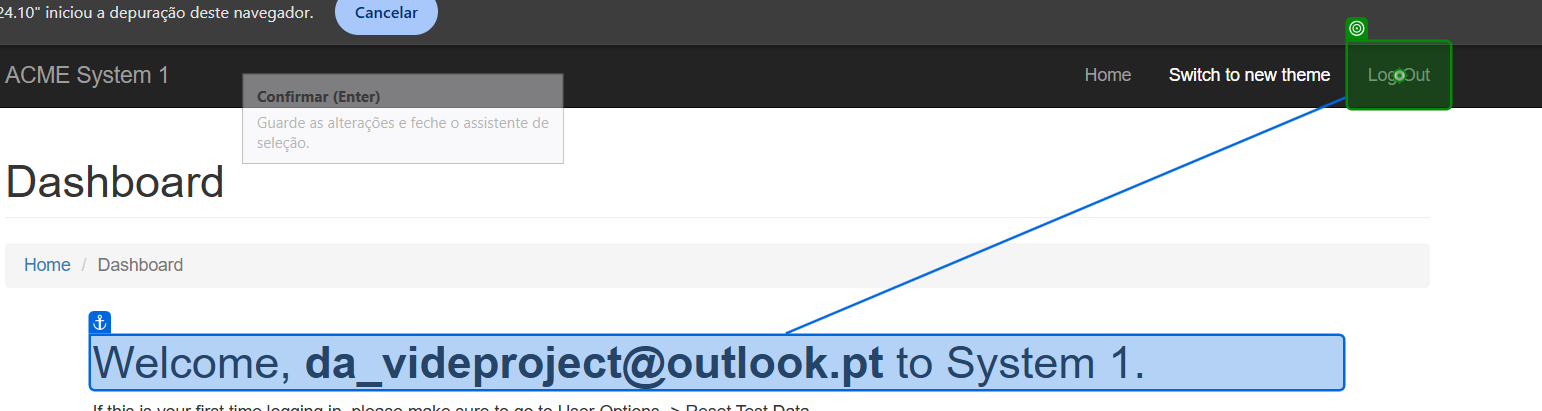 24.10" iniciou a depuração deste navegador. Cancelar
ACME System 1 Home Switch to new theme Log Out
Confirmar (Enter)
Guarde as alterações e feche o assistente de
seleção.
Dashboard
Home / Dashboard
Welcome, da_videproject@outlook.pt to System 1.
If this is your first time logging in, please make sure to go to User Options -> Reset Test Data